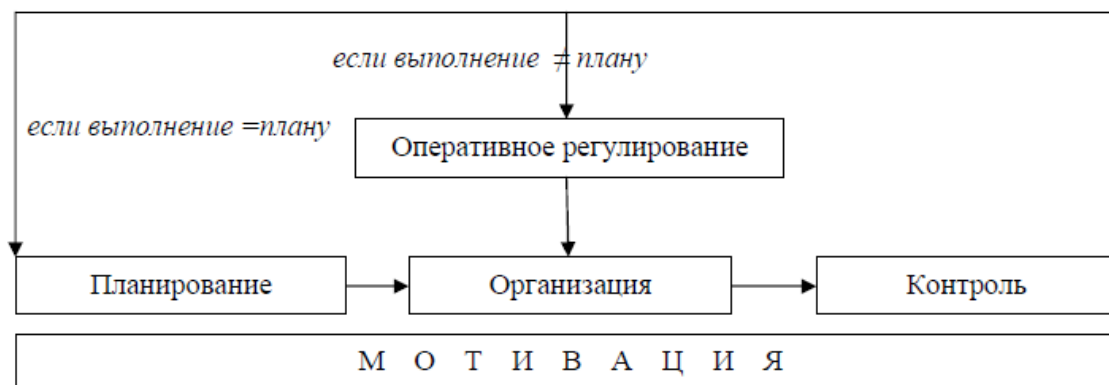 если выполнение ≠ плану
если выполнение =плану
Оперативное регулирование
Планирование
Организация
Контроль
М О Т И В А Ц И Я